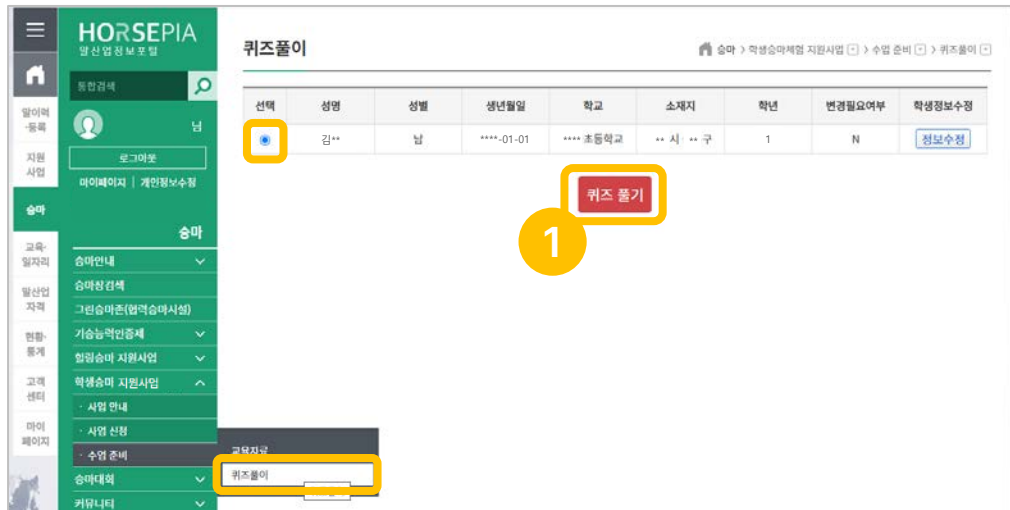 HORSEPIA
말산업정보포털
통합검색
님
로그아웃
마이페이지 | 개인정보수정
말이력
·등록
지원
사업
승마
교육·
일자리
말산업
자격
현황·
통계
고객
센터
마이
페이지
승마
승마안내
승마장검색
그린승마존(협력승마시설)
기승능력인증제
힐링승마 지원사업
학생승마 지원사업
· 사업 안내
· 사업 신청
· 수업 준비
승마대회
커뮤니티
교육자료
퀴즈풀이
퀴즈풀이
승마 > 학생승마체험 지원사업 > 수업 준비 > 퀴즈풀이
선택 성명 성별 생년월일 학교 소재지 학년 변경필요여부 학생정보수정
김** 남 ****-01-01 **** 초등학교 ** 시 ** 구 1 N 정보수정
퀴즈 풀기
1